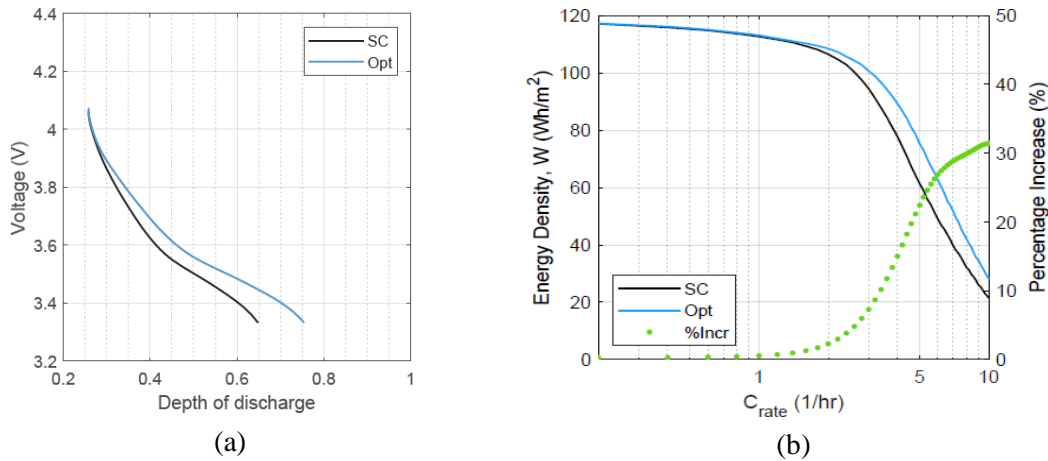 4.4
4.2
4
3.8
3.6
3.4
3.2
Voltage (V)
0.2
0.4
0.6
0.8
1
Depth of discharge
SC
Opt
(a)
120
100
80
60
40
20
0
Energy Density, W (Wh/m²)
50
40
30
20
10
0
Percentage Increase (%)
1
5
10
C_rate (1/hr)
SC
Opt
%Incr
(b)